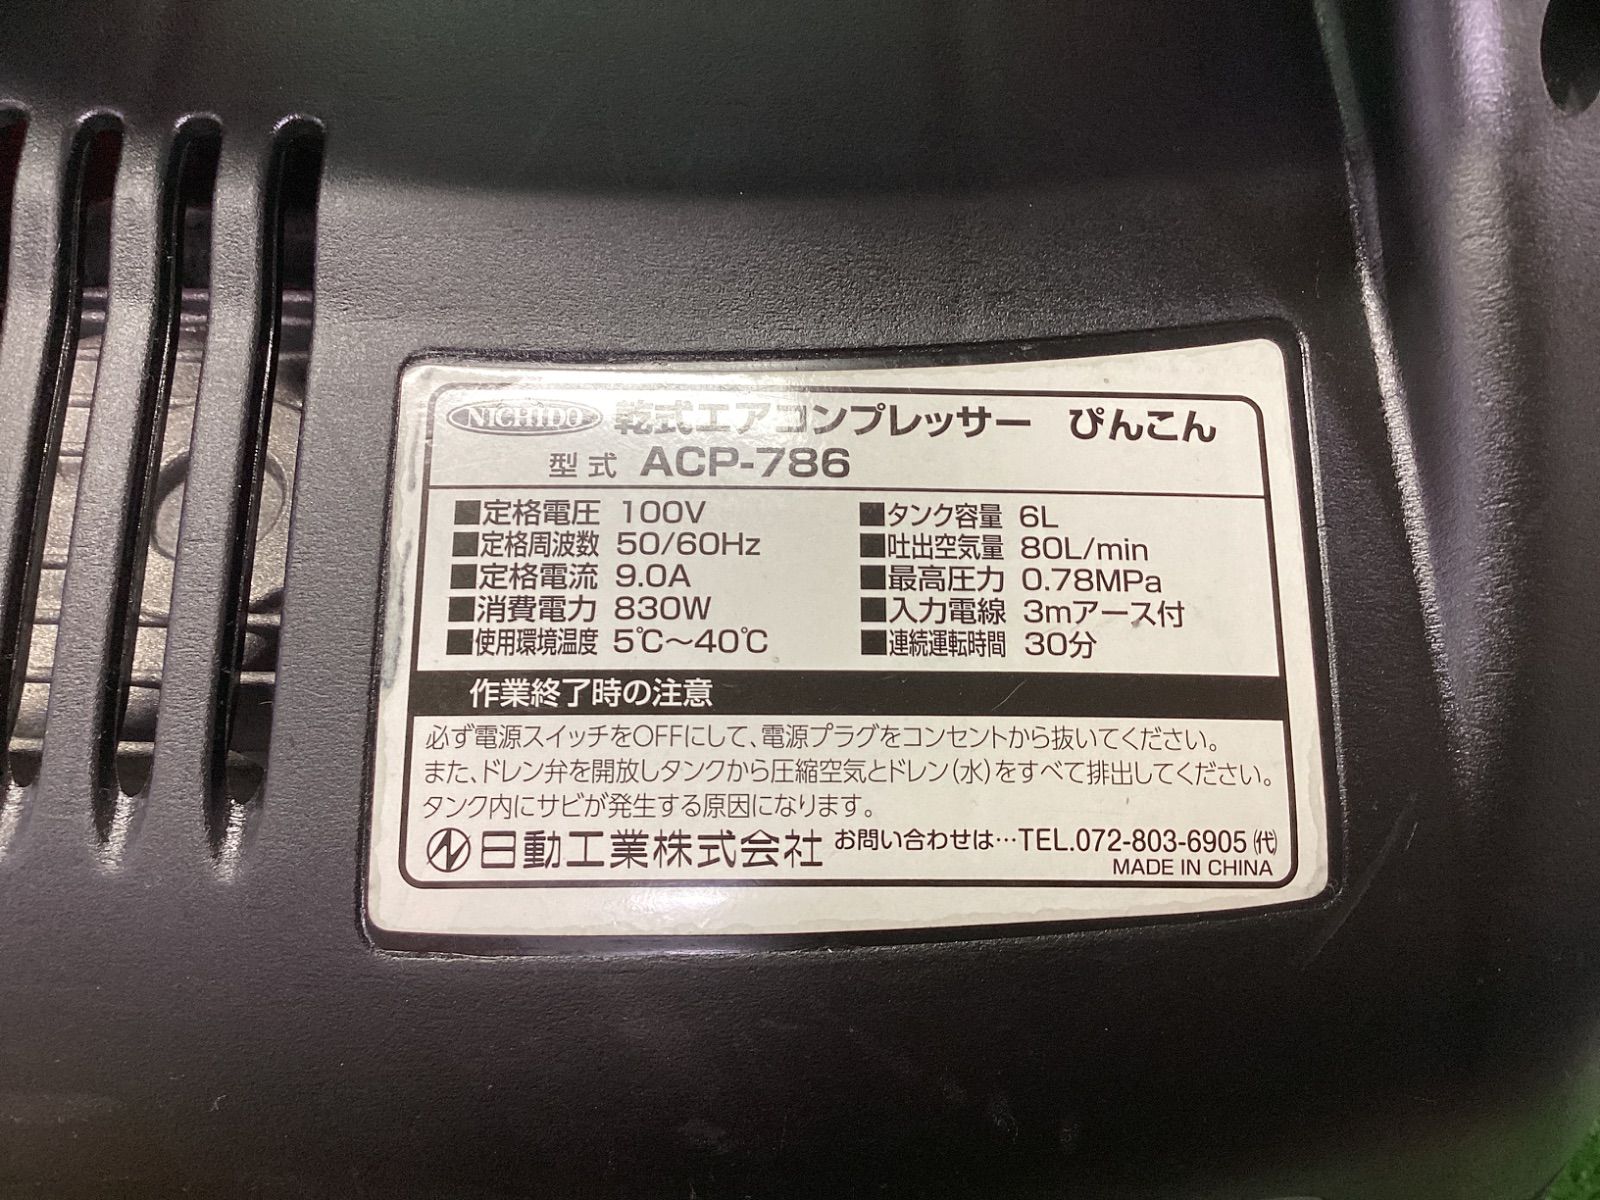 NICHIDO 乾式エアコンプレッサー ぴんこん
型式 ACP-786
■定格電圧 100V
■定格周波数 50/60Hz
■定格電流 9.0A
■消費電力 830W
■使用環境温度 5℃～40℃
■タンク容量 6L
■吐出空気量 80L/min
■最高圧力 0.78MPa
■入力電線 3mアース付
■連続運転時間 30分
作業終了時の注意
必ず電源スイッチをOFFにして、電源プラグをコンセントから抜いてください。
また、ドレン弁を開放しタンクから圧縮空気とドレン(水)をすべて排出してください。
タンク内にサビが発生する原因になります。
日動工業株式会社 お問い合わせは…TEL.072-803-6905㈹
MADE IN CHINA